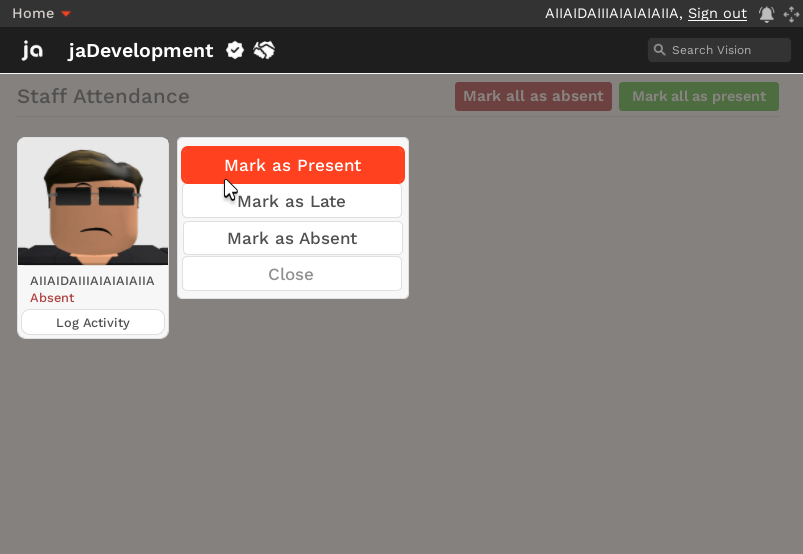 Home
AIIAIDAIIIAIAIAIAIIA, Sign out
ja jaDevelopment
Search Vision
Staff Attendance
Mark all as absent
Mark all as present
Mark as Present
Mark as Late
Mark as Absent
Close
AIIAIDAIIIAIAIAIAIIA
Absent
Log Activity